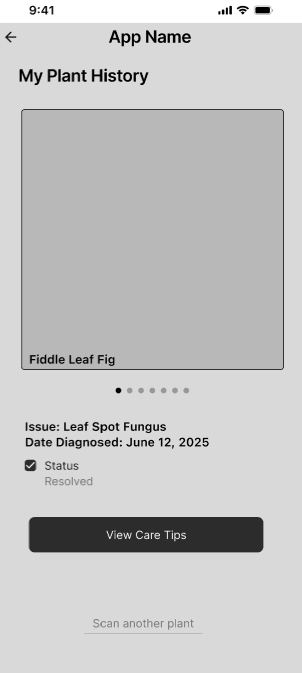 9:41
App Name
My Plant History
Fiddle Leaf Fig
Issue: Leaf Spot Fungus
Date Diagnosed: June 12, 2025
Status
Resolved
View Care Tips
Scan another plant